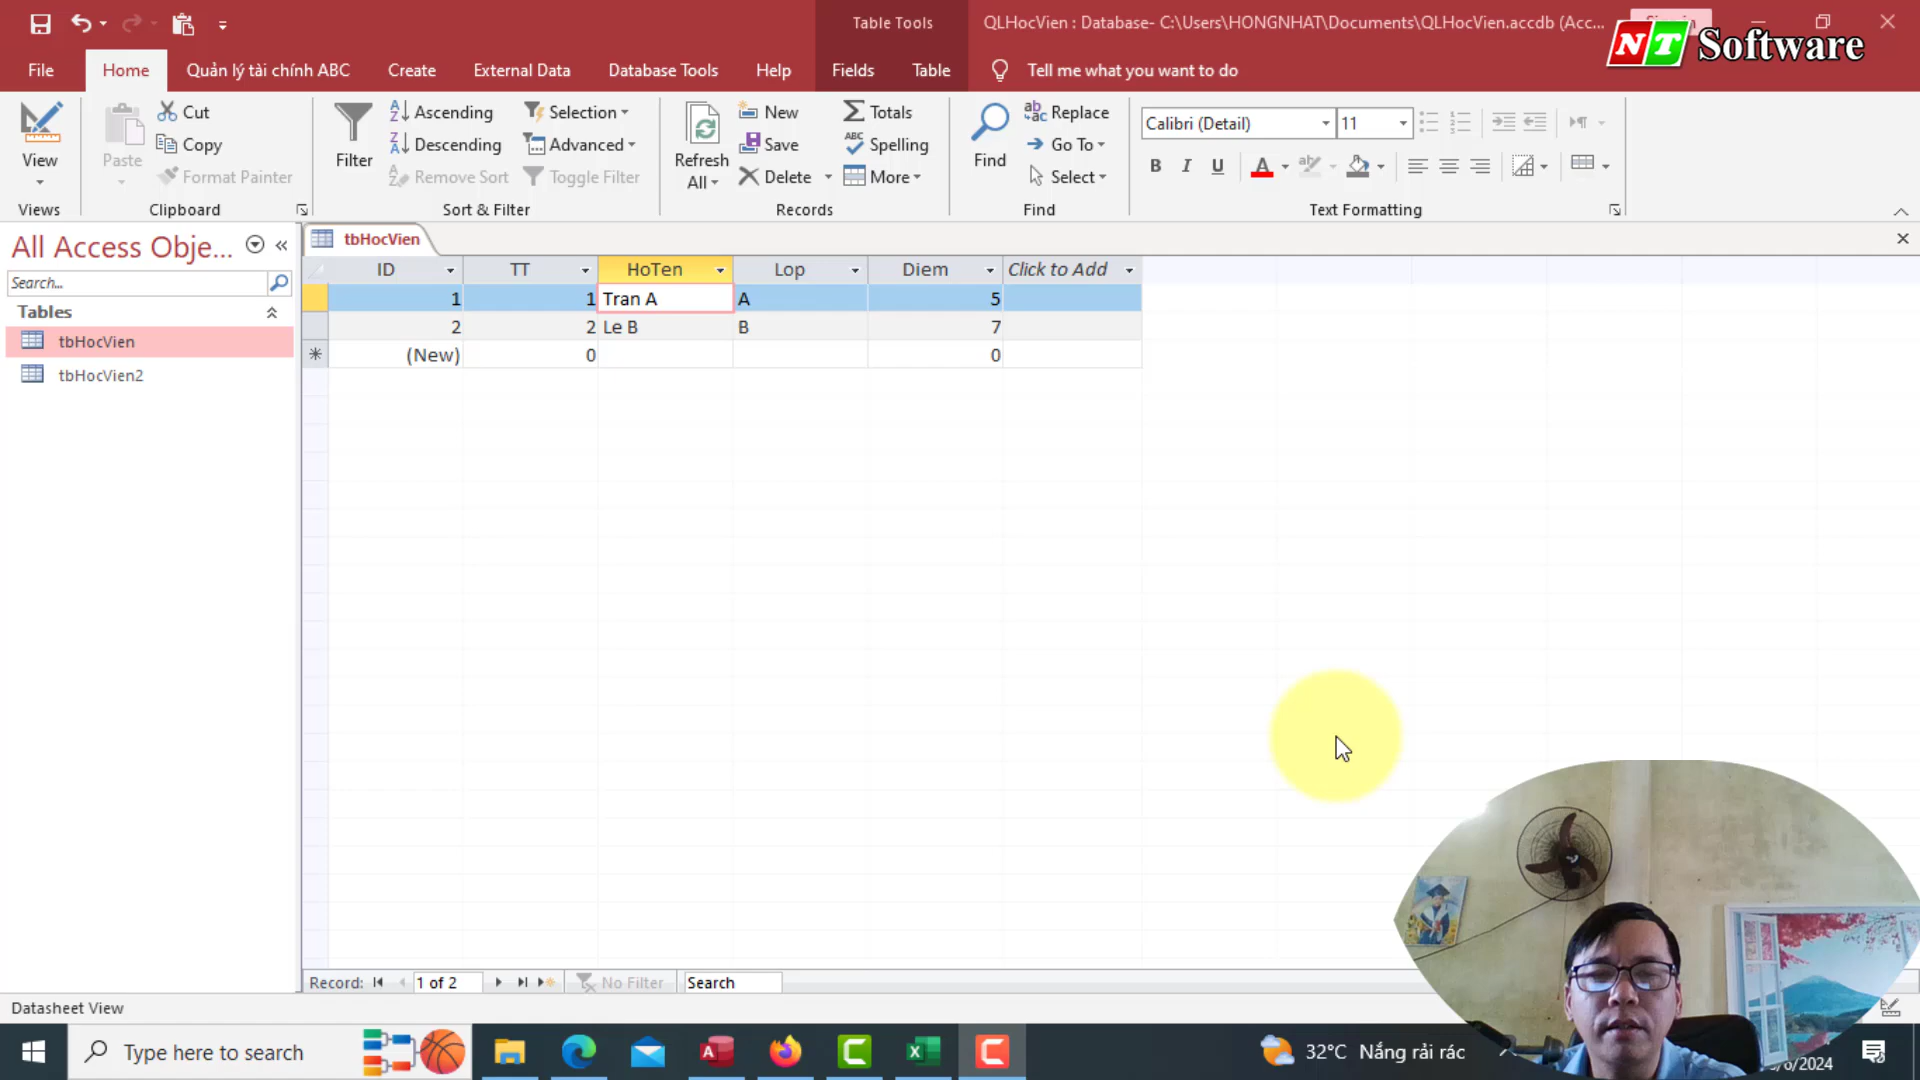 Table Tools
QLHocVien : Database- C:\Users\HONGNHAT\Documents\QLHocVien.accdb (Acc...
NT Software
File
Home
Quản lý tài chính ABC
Create
External Data
Database Tools
Help
Fields
Table
Tell me what you want to do
View
Paste
Cut
Copy
Format Painter
Filter
Ascending
Descending
Remove Sort
Selection
Advanced
Toggle Filter
Refresh
All
New
Save
Delete
Totals
Spelling
More
Find
Replace
Go To
Select
Calibri (Detail)
11
B I U
Views
Clipboard
Sort & Filter
Records
Find
Text Formatting
All Access Obje...
Search...
Tables
tbHocVien
tbHocVien2
tbHocVien
ID TT HoTen Lop Diem Click to Add
1 1 Tran A A 5
2 2 Le B B 7
(New) 0 0
Record: 1 of 2 No Filter Search
Datasheet View
Type here to search
32°C Nắng rải rác
/2024